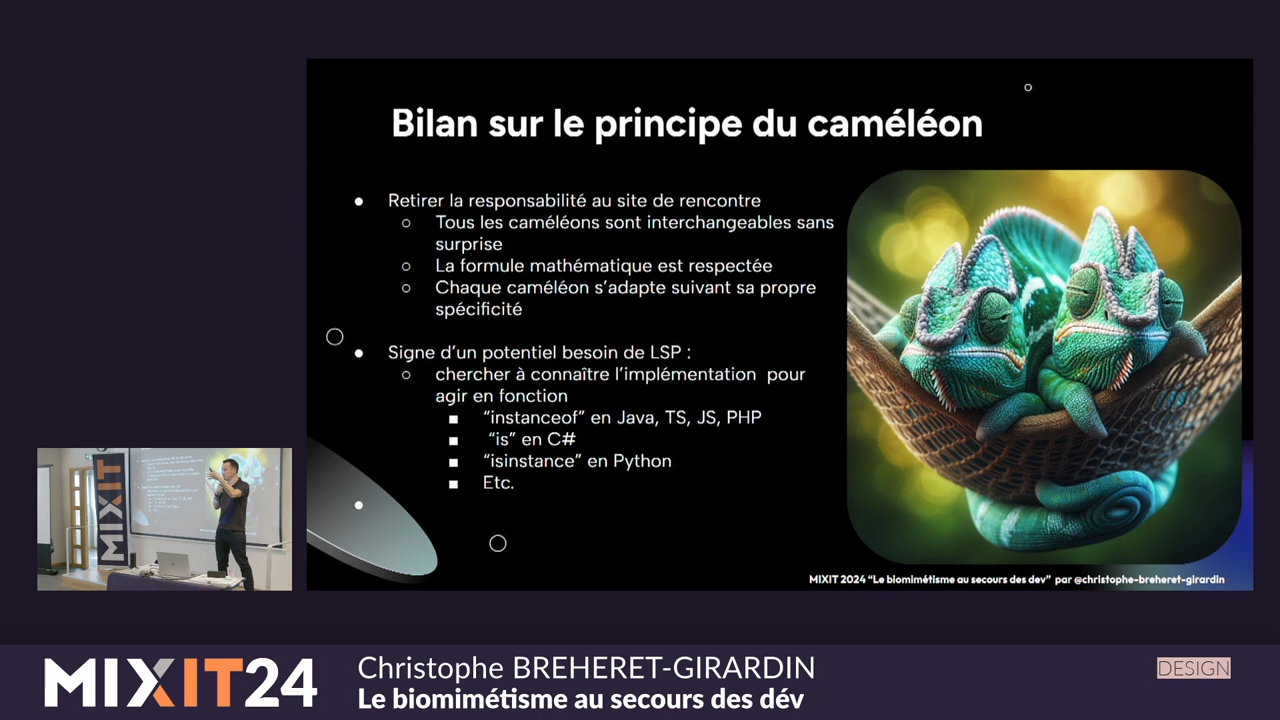 Bilan sur le principe du caméléon
Retirer la responsabilité au site de rencontre
Tous les caméléons sont interchangeables sans
surprise
La formule mathématique est respectée
Chaque caméléon s'adapte suivant sa propre
spécificité
Signe d'un potentiel besoin de LSP :
chercher à connaître l'implémentation pour
agir en fonction
"instanceof" en Java, TS, JS, PHP
"is" en C#
"isinstance" en Python
Etc.
MIXIT 2024 "Le biomimétisme au secours des dev" par @christophe-breheret-girardin
MIXIT
MIXIT24
Christophe BREHERET-GIRARDIN
Le biomimétisme au secours des dév
DESIGN